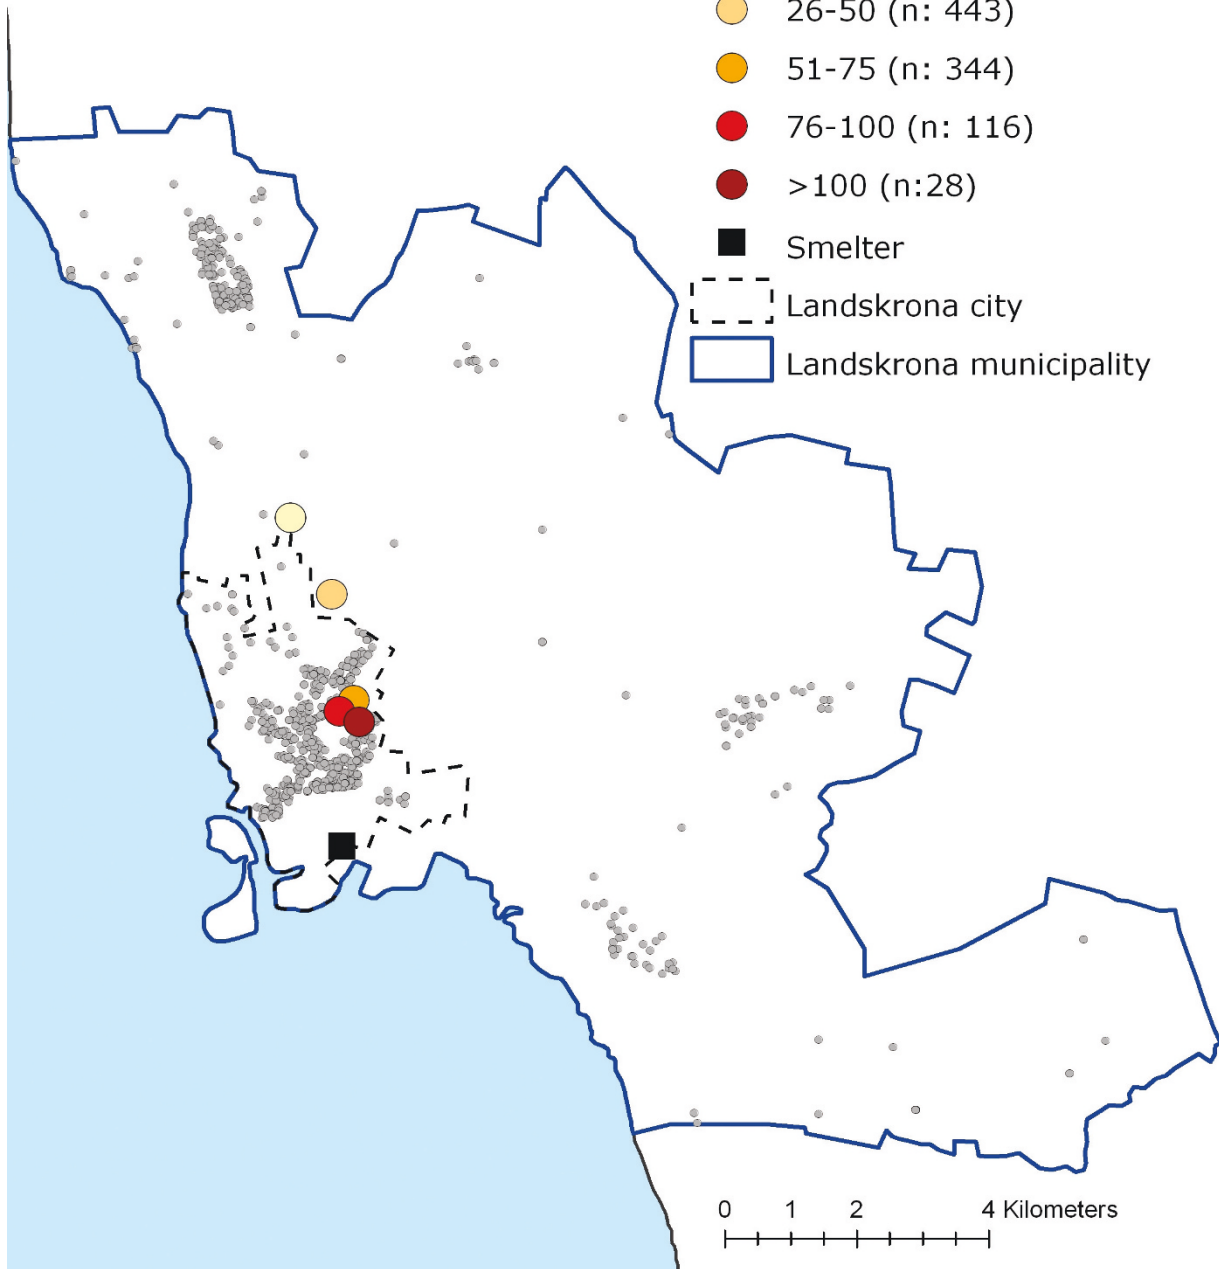 26-50 (n: 443)
51-75 (n: 344)
76-100 (n: 116)
>100 (n:28)
Smelter
Landskrona city
Landskrona municipality
0 1 2 4 Kilometers